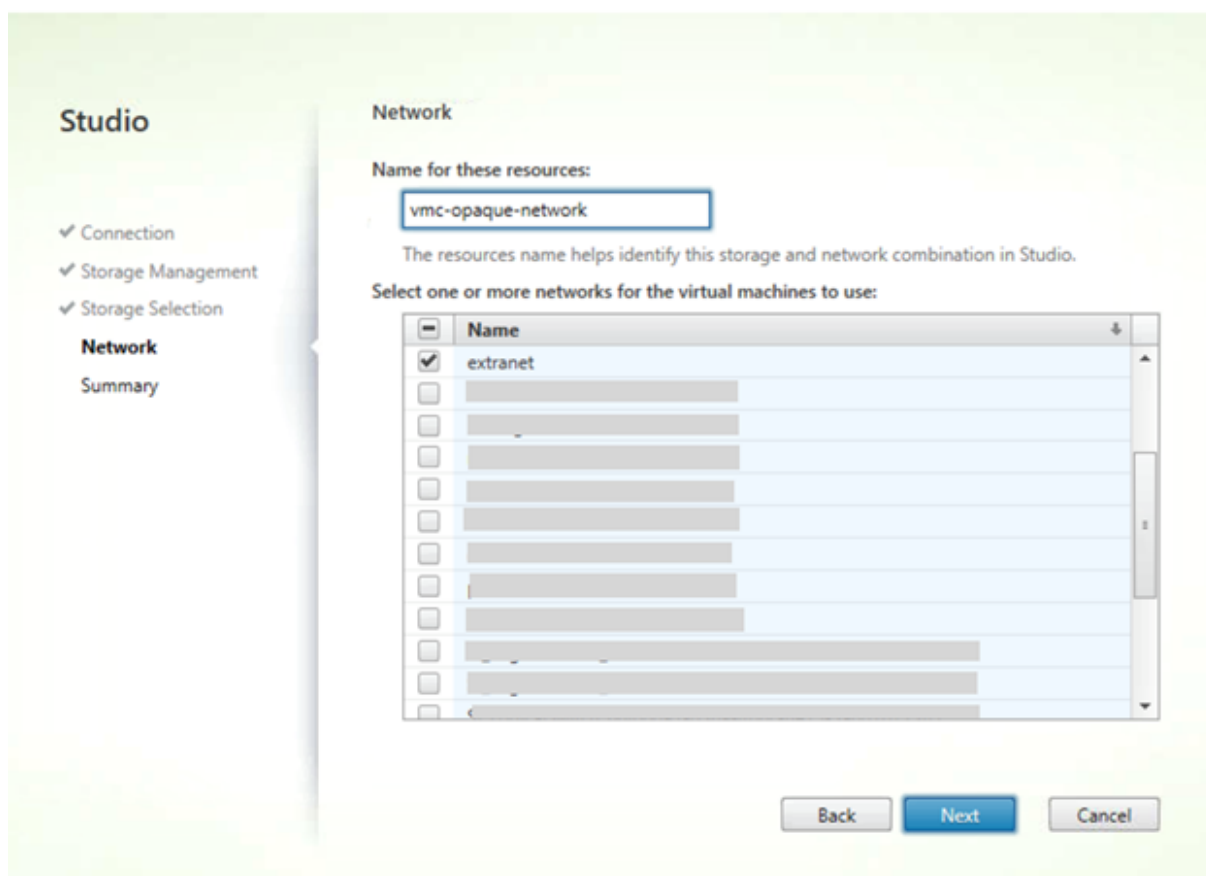 Studio
Connection
Storage Management
Storage Selection
Network
Summary
Network
Name for these resources:
vmc-opaque-network
The resources name helps identify this storage and network combination in Studio.
Select one or more networks for the virtual machines to use:
Name
extranet
Back
Next
Cancel